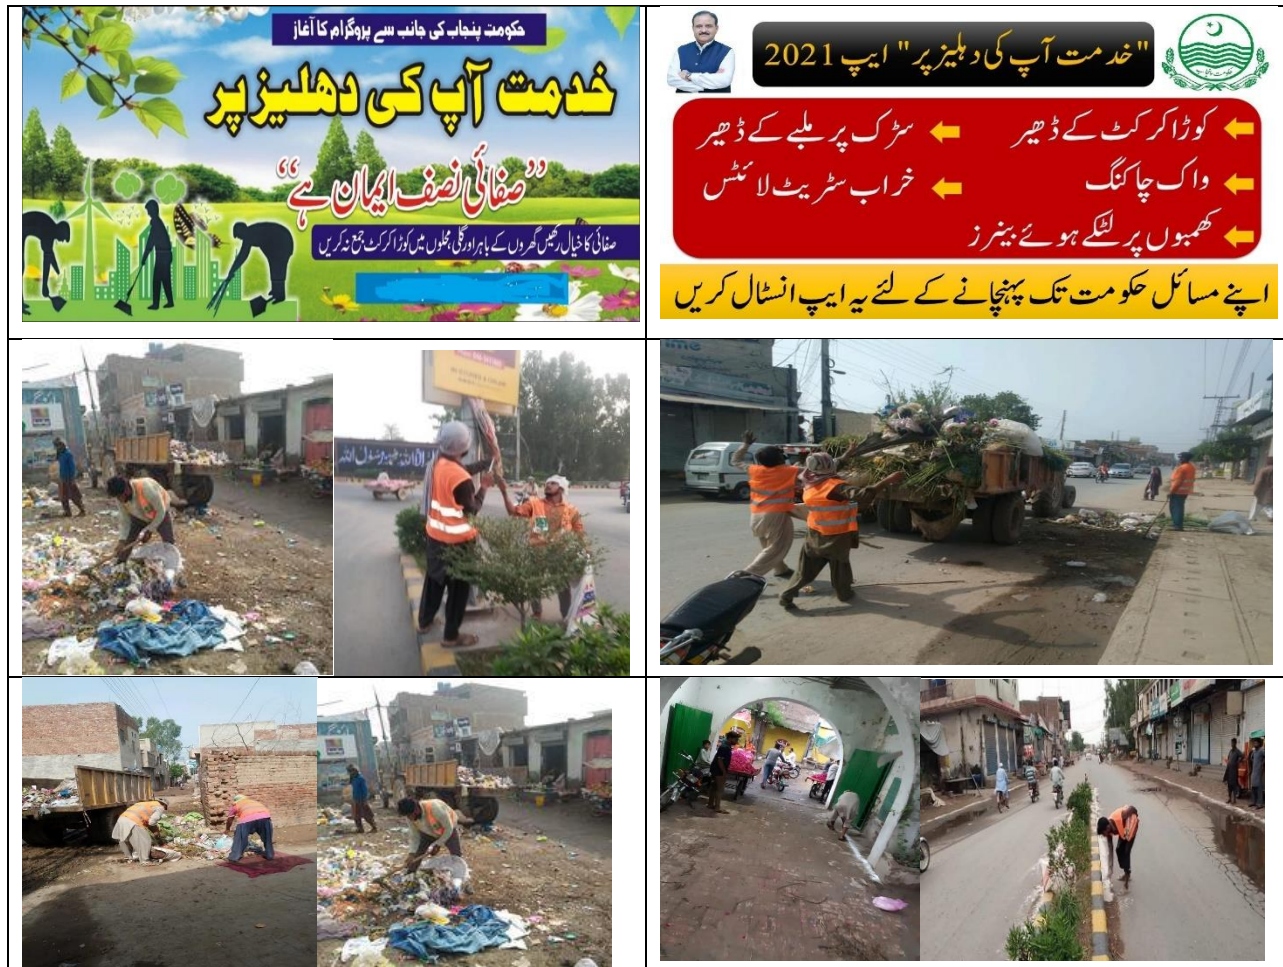 حکومت پنجاب کی جانب سے پروگرام کا آغاز
خدمت آپ کی دھلیز پر
”صفائی نصف ایمان ہے“
صفائی کا خیال رکھیں گھروں کے باہر اور گلی محلوں میں کوڑا کرکٹ جمع نہ کریں
"خدمت آپ کی دہلیز پر" ایپ 2021
کوڑا کرکٹ کے ڈھیر
سڑک پر ملبے کے ڈھیر
واک چاکنگ
خراب سٹریٹ لائٹس
کھمبوں پر لٹکے ہوئے بینرز
اپنے مسائل حکومت تک پہنچانے کے لئے یہ ایپ انسٹال کریں